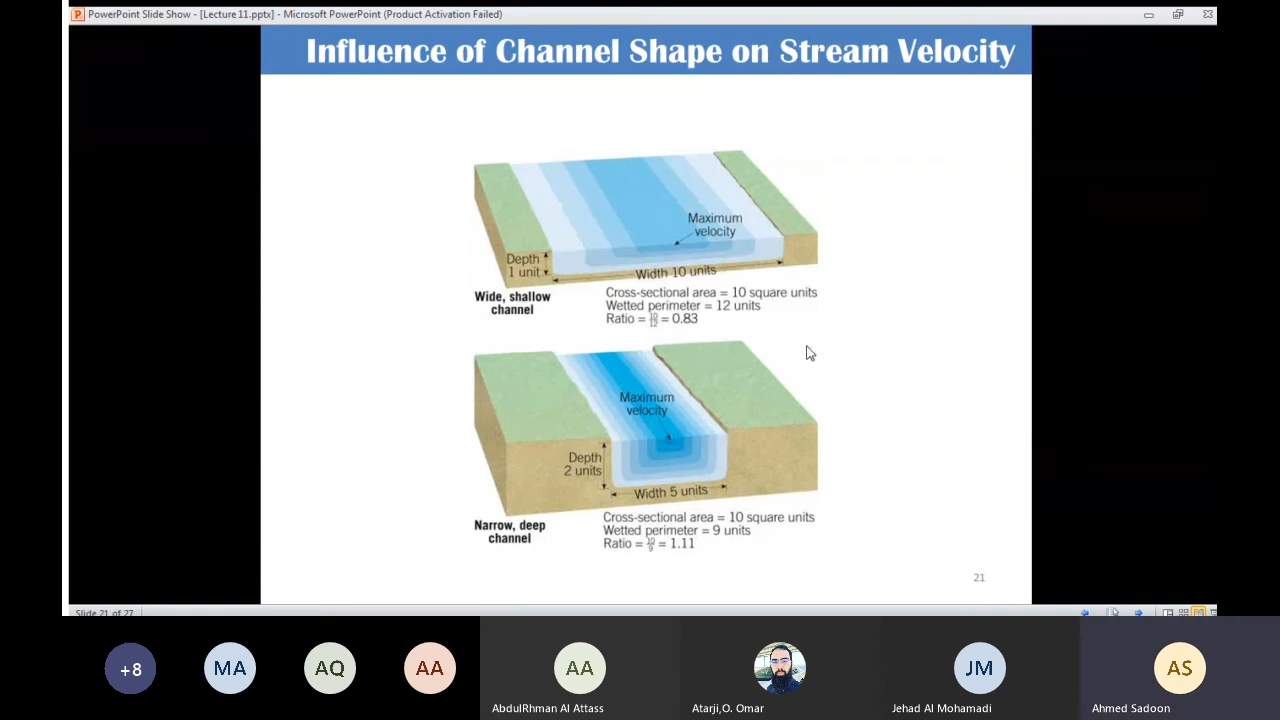 PowerPoint Slide Show - [Lecture 11.pptx] - Microsoft PowerPoint (Product Activation Failed)
Influence of Channel Shape on Stream Velocity
Maximum
velocity
Depth
1 unit
Width 10 units
Wide, shallow
channel
Cross-sectional area = 10 square units
Wetted perimeter = 12 units
Ratio = 10/12 = 0.83
Maximum
velocity
Depth
2 units
Width 5 units
Narrow, deep
channel
Cross-sectional area = 10 square units
Wetted perimeter = 9 units
Ratio = 10/9 = 1.11
21
Slide 21 of 27
+8
MA
AQ
AA
AA
JM
AS
AbdulRhman Al Attass
Atarji,O. Omar
Jehad Al Mohamadi
Ahmed Sadoon